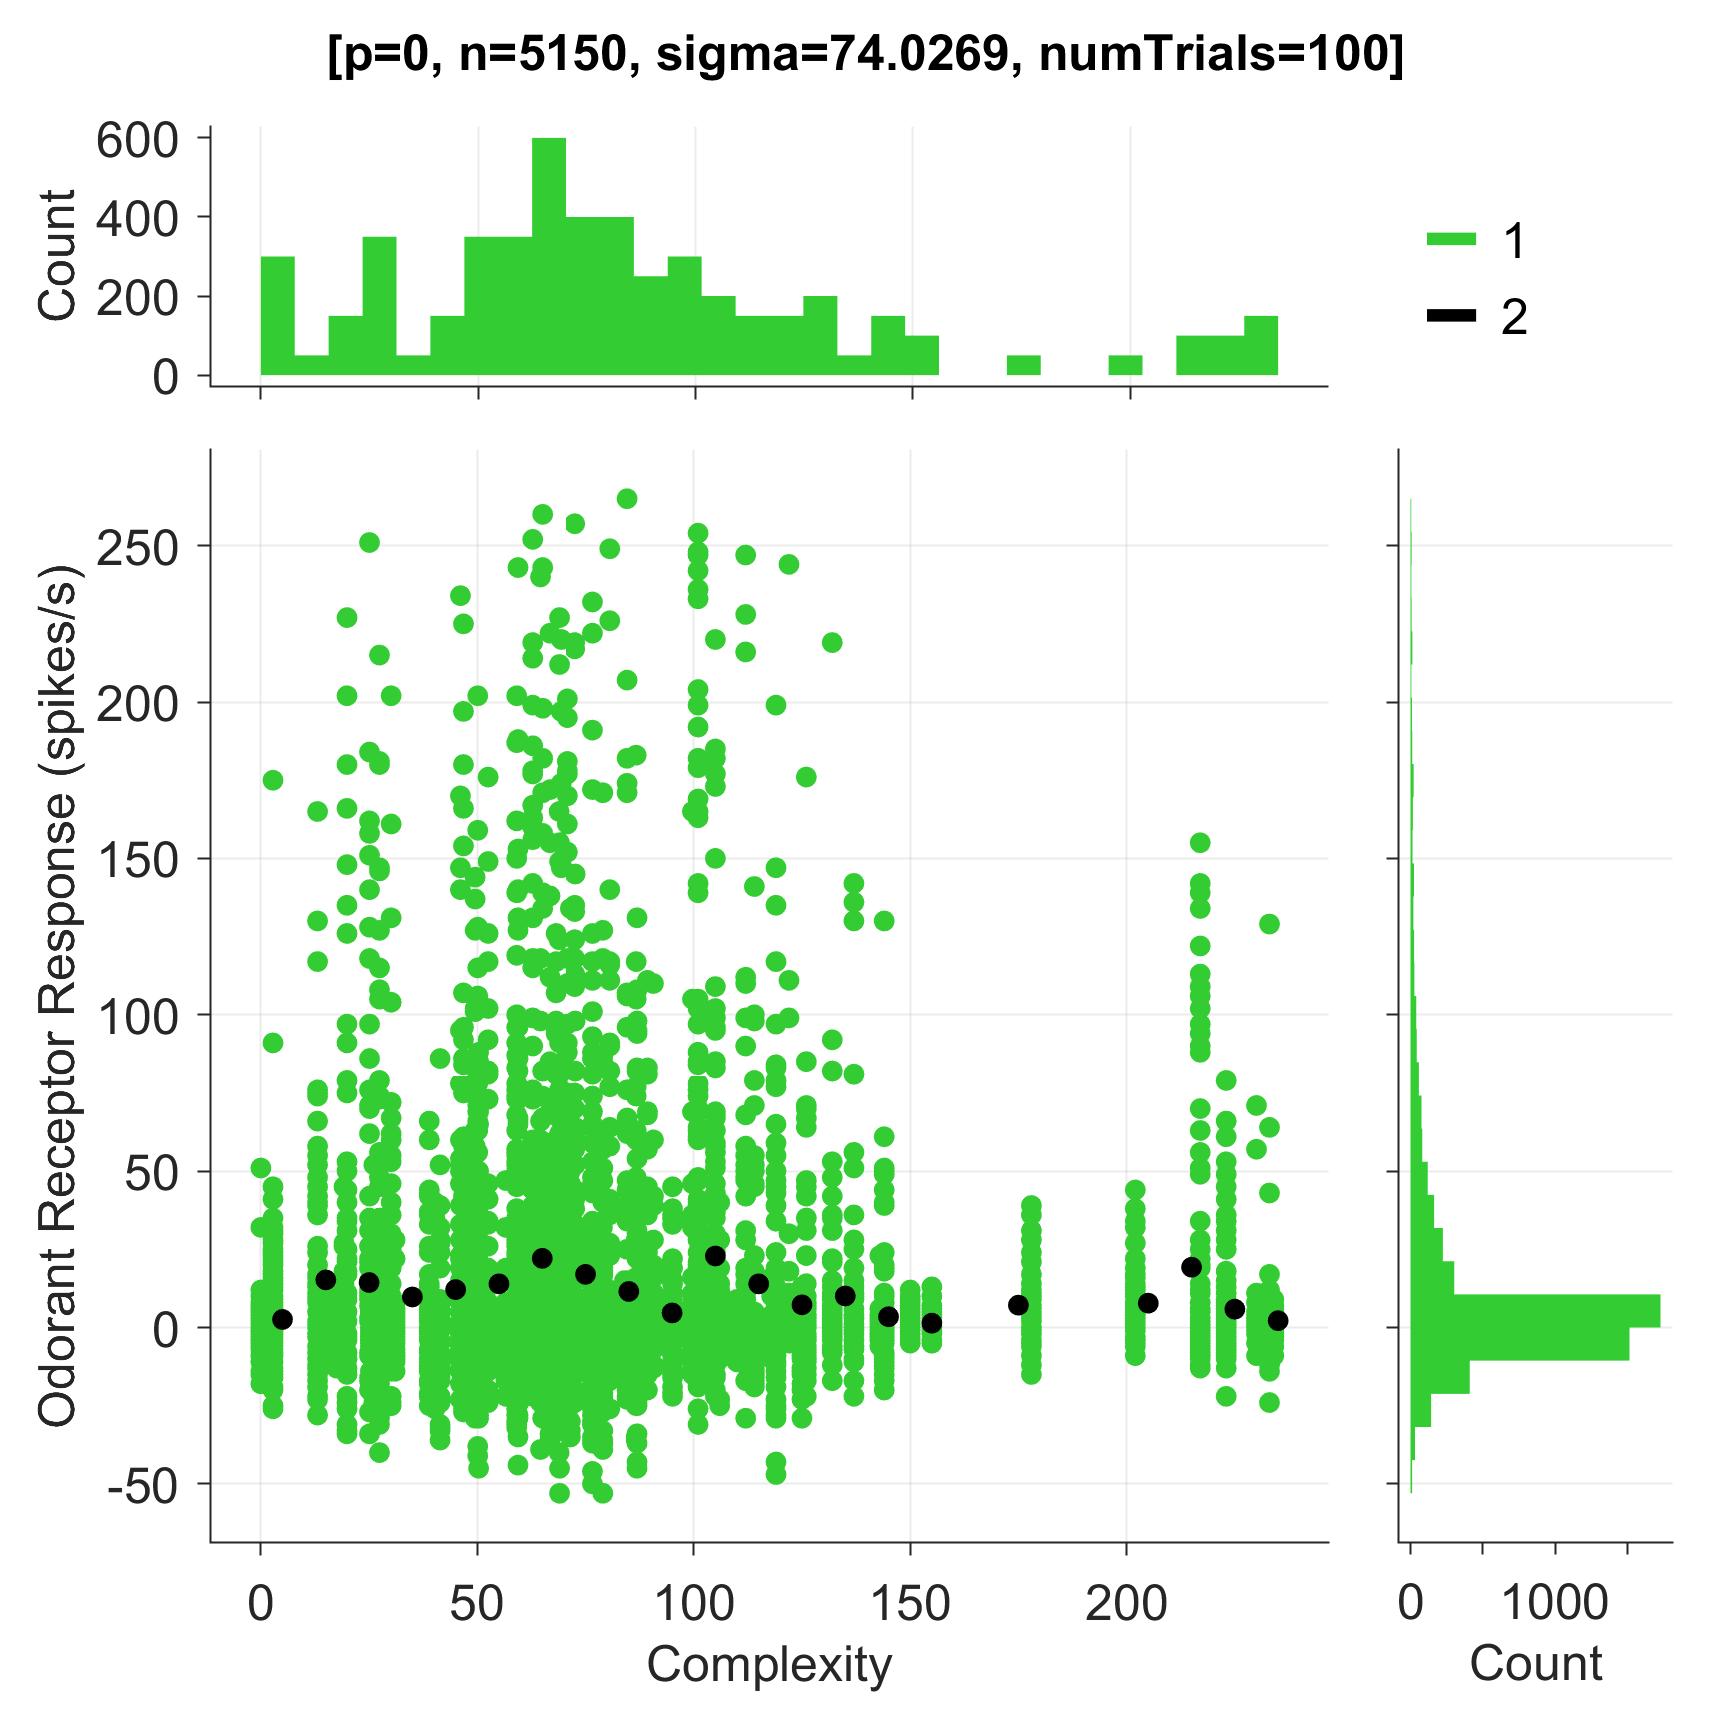 [p=0, n=5150, sigma=74.0269, numTrials=100]
Count
600
400
200
0
1
2
Odorant Receptor Response (spikes/s)
250
200
150
100
50
0
-50
0 50 100 150 200
Complexity
0 1000
Count